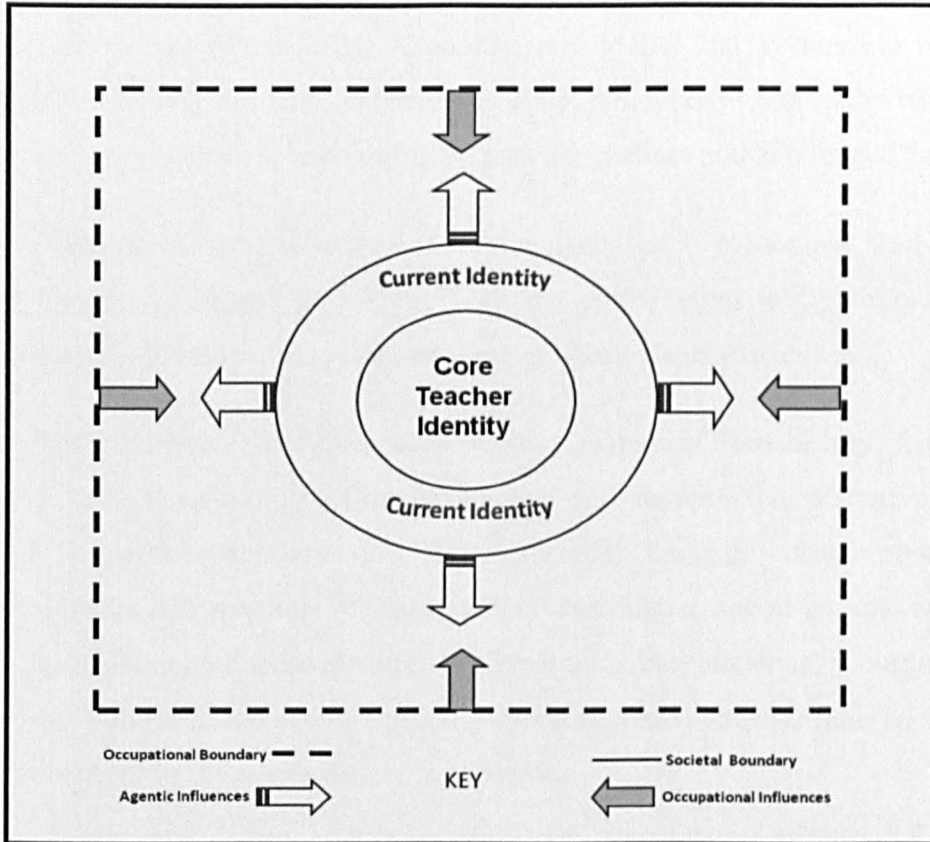 Current Identity
Core
Teacher
Identity
Current Identity
Occupational Boundary
Societal Boundary
Agentic Influences
KEY
Occupational Influences